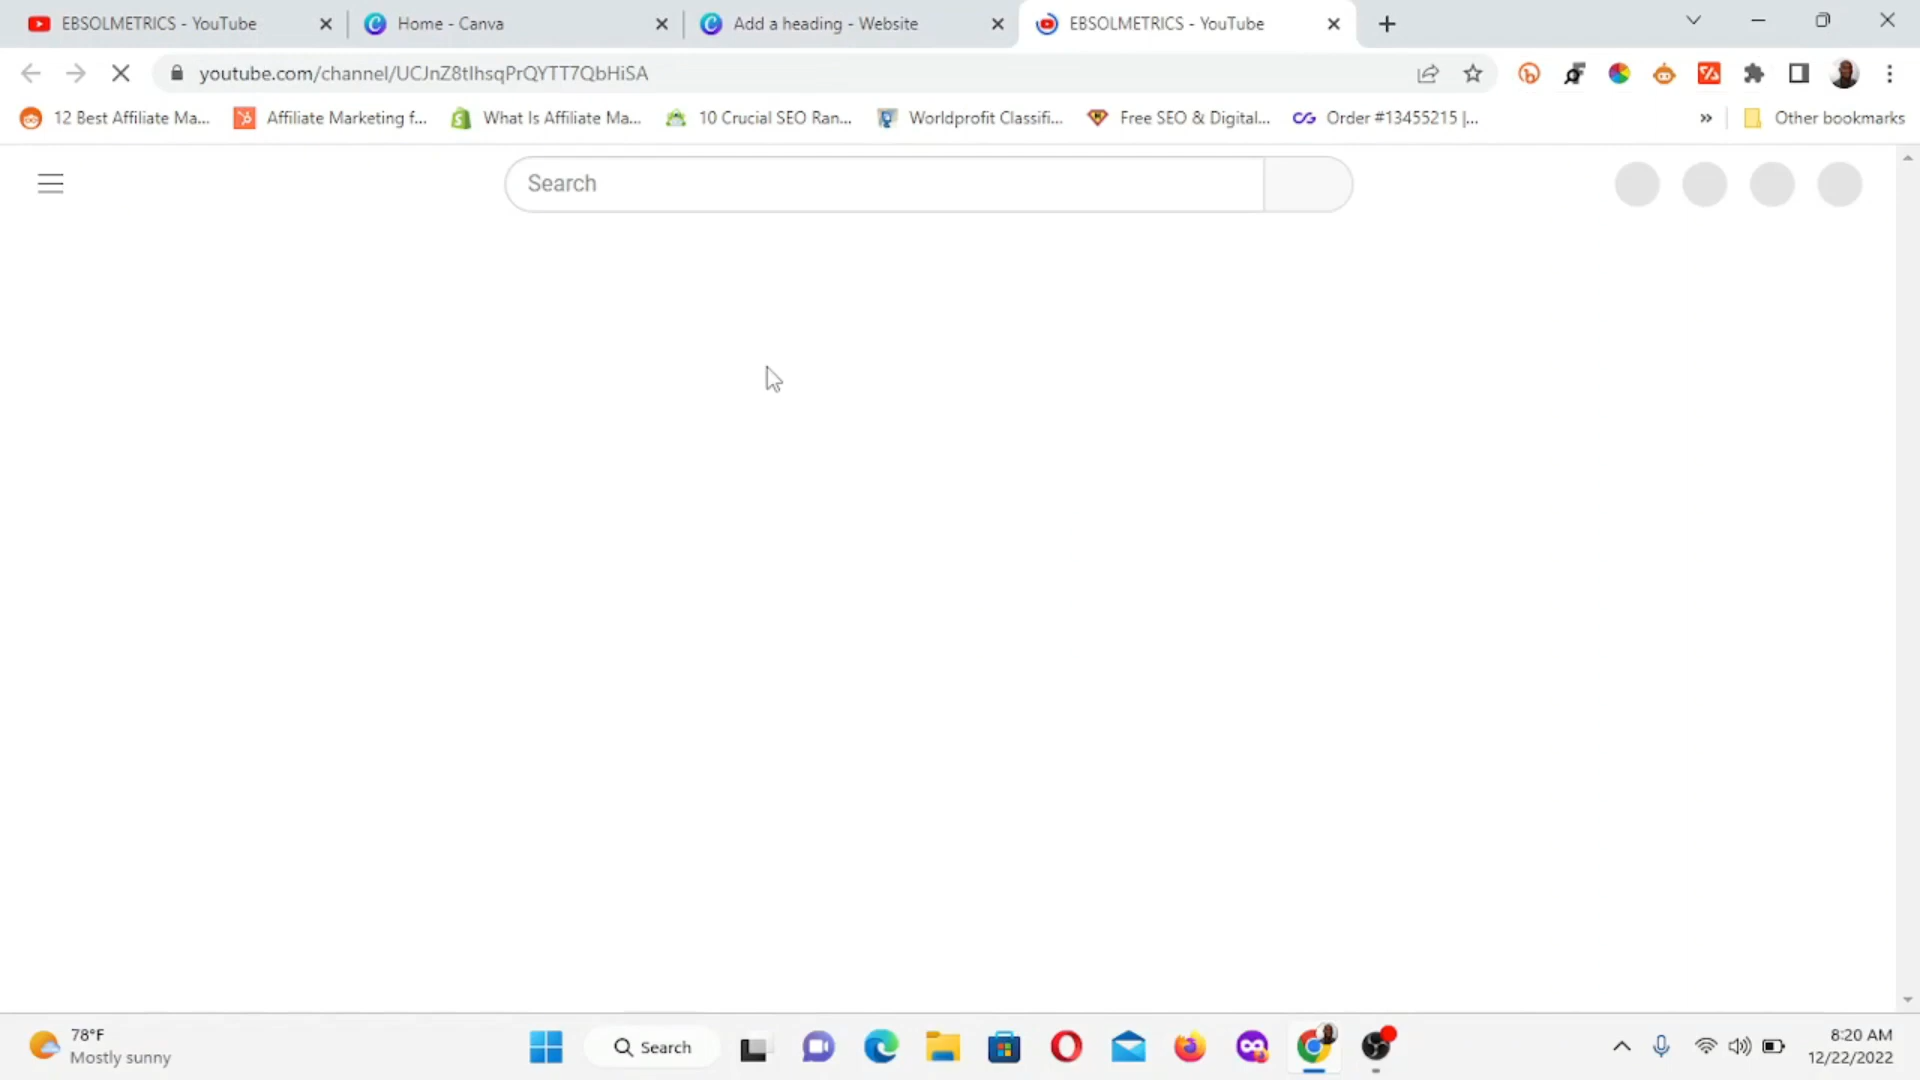 EBSOLMETRICS - YouTube
Home - Canva
Add a heading - Website
EBSOLMETRICS - YouTube
youtube.com/channel/UCJnZ8tIhsqPrQYTT7QbHiSA
12 Best Affiliate Ma...
Affiliate Marketing f...
What Is Affiliate Ma...
10 Crucial SEO Ran...
Worldprofit Classifi...
Free SEO & Digital...
Order #13455215 |...
»
Other bookmarks
Search
78°F
Mostly sunny
Search
8:20 AM
12/22/2022